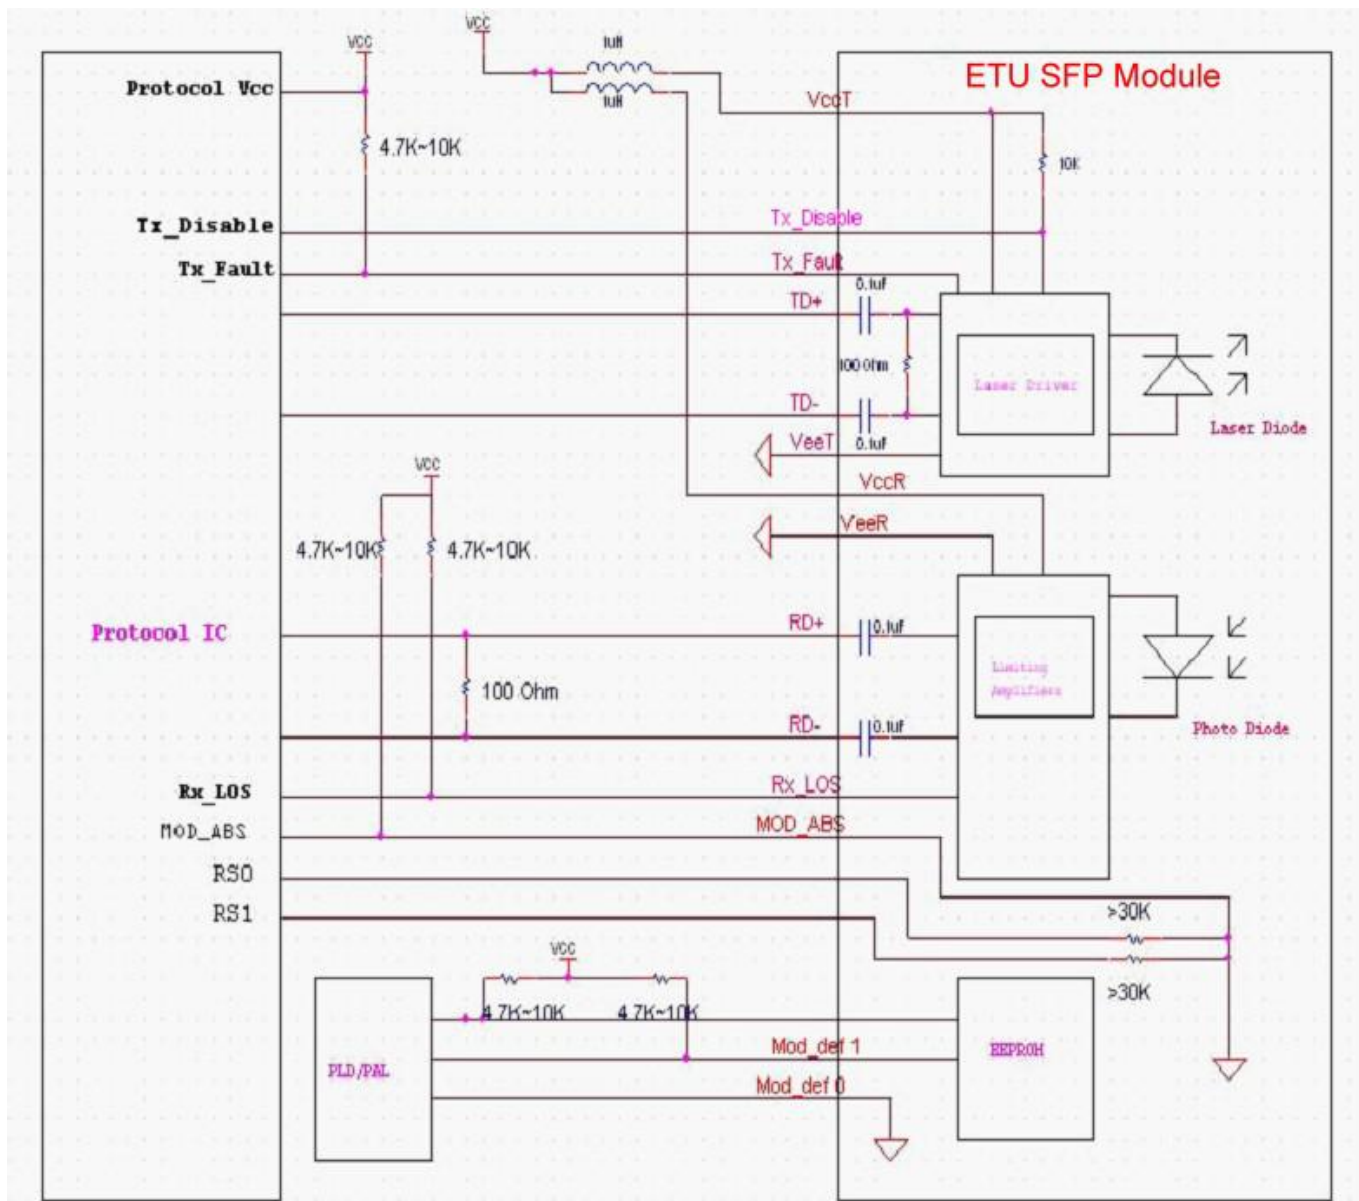 VCC
VCC
1uH
1uH
ETU SFP Module
Protocol Vcc
VccT
4.7K~10K
10K
Tx_Disable
Tx_Disable
Tx_Fault
Tx_Fault
0.1uf
TD+
100 Ohm
Laser Driver
TD-
Laser Diode
VeeT
0.1uf
VCC
VccR
VeeR
4.7K~10K
4.7K~10K
Protocol IC
RD+
0.1uf
Limiting
Amplifiers
100 Ohm
RD-
0.1uf
Photo Diode
Rx_LOS
Rx_LOS
MOD_ABS
MOD_ABS
RS0
RS1
>30K
VCC
>30K
4.7K~10K
4.7K~10K
Mod_def 1
EEPROM
PLD/PAL
Mod_def 0